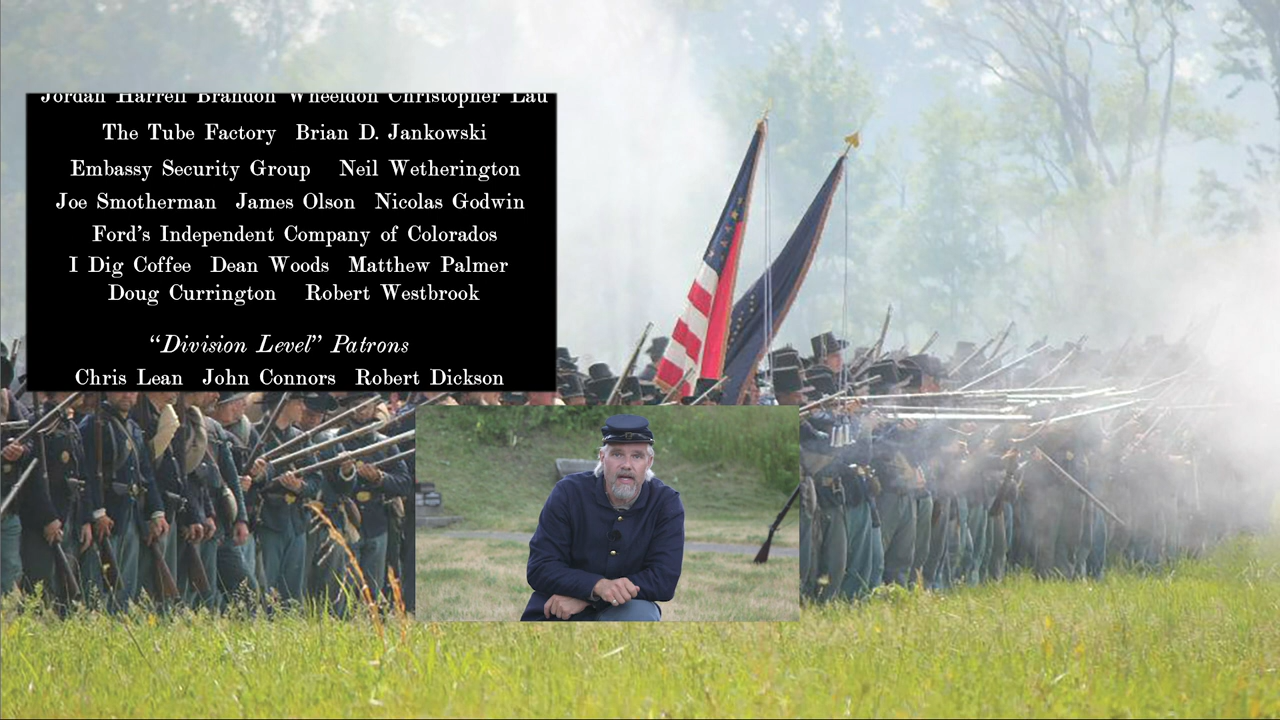 Jordan Harrell Brandon Wheeldon Christopher Lau
The Tube Factory Brian D. Jankowski
Embassy Security Group Neil Wetherington
Joe Smotherman James Olson Nicolas Godwin
Ford's Independent Company of Colorados
I Dig Coffee Dean Woods Matthew Palmer
Doug Currington Robert Westbrook
“Division Level” Patrons
Chris Lean John Connors Robert Dickson